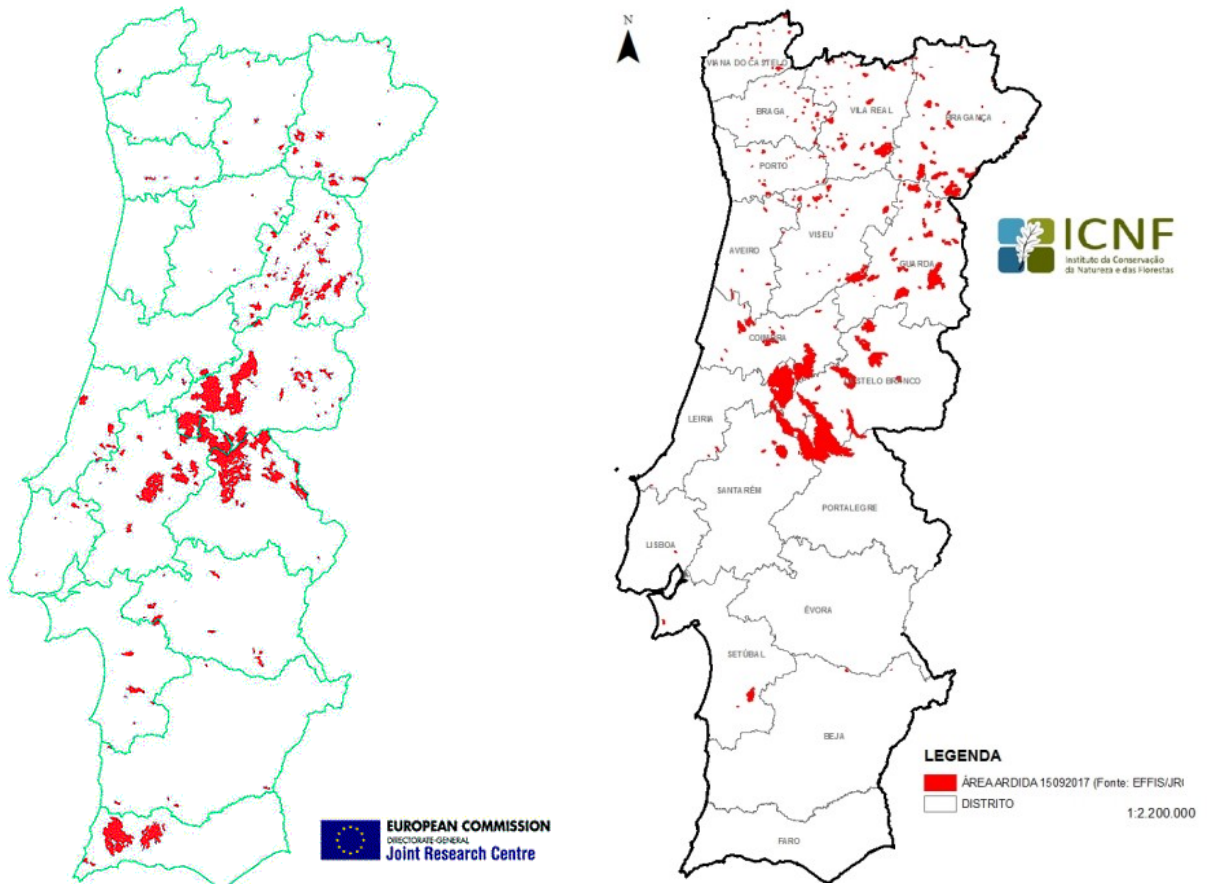 N
VIANA DO CASTELO
BRAGA
VILA REAL
BRAGANÇA
PORTO
AVEIRO
VISEU
GUARDA
ICNF
Instituto da Conservação
da Natureza e das Florestas
COIMBRA
CASTELO BRANCO
LEIRIA
SANTARÉM
PORTALEGRE
LISBOA
ÉVORA
SETÚBAL
BEJA
LEGENDA
ÁREA ARDIDA 15092017 (Fonte: EFFIS/JRI
DISTRITO
1:2.200.000
FARO
EUROPEAN COMMISSION
DIRECTORATE-GENERAL
Joint Research Centre